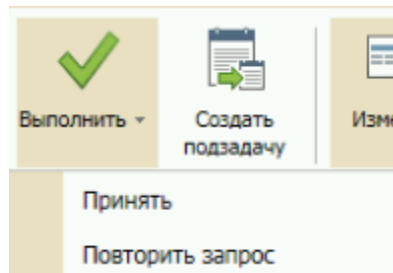 Выполнить
Создать
подзадачу
Принять
Повторить запрос